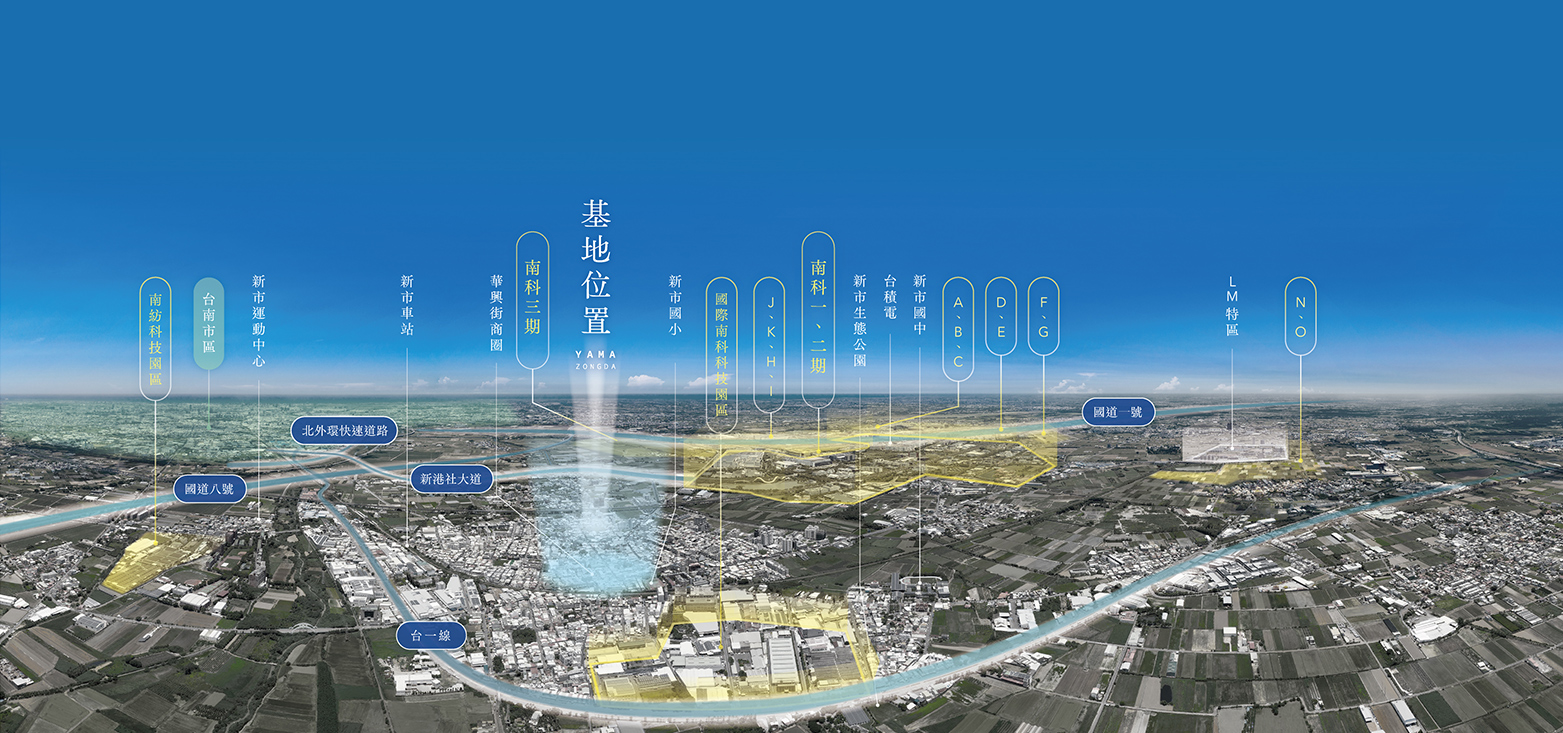 南紡科技園區
台南市區
新市運動中心
新市車站
華興街商圈
南科三期
基地位置
YAMA
ZONGDA
新市國小
國際南科科技園區
J、K、H、I
南科一、二期
新市生態公園
台積電
新市國中
A、B、C
D、E
F、G
LM特區
N、O
國道一號
北外環快速道路
新港社大道
國道八號
台一線